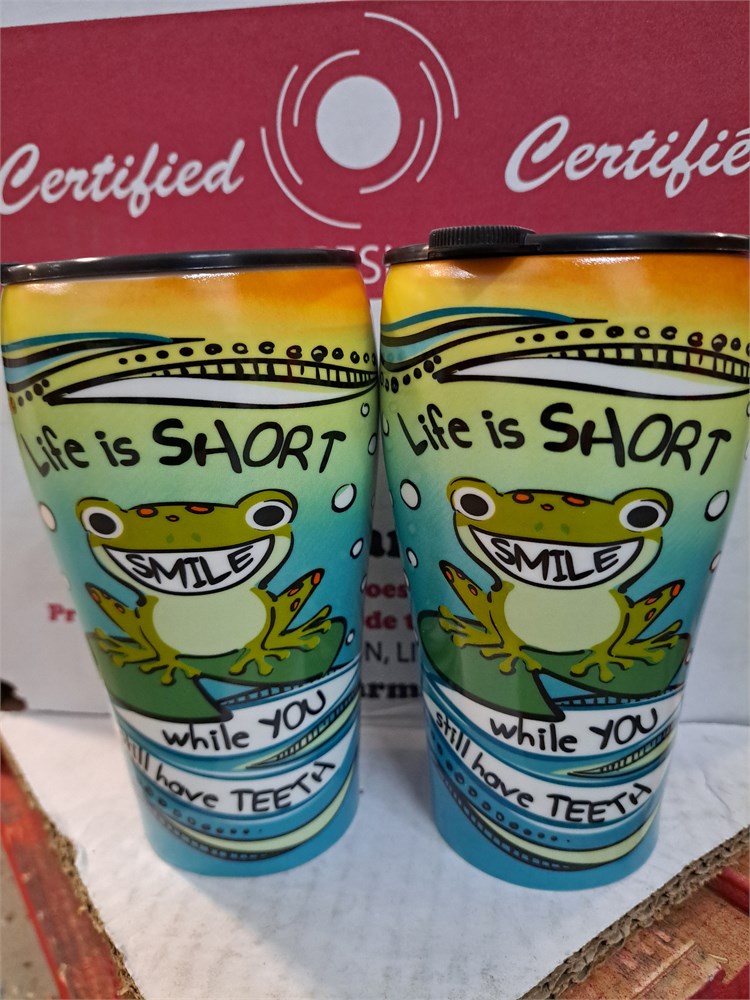 Certified
Certifie
Life is SHORT
SMILE
while YOU
still have TEETH
Life is SHORT
SMILE
while YOU
still have TEETH